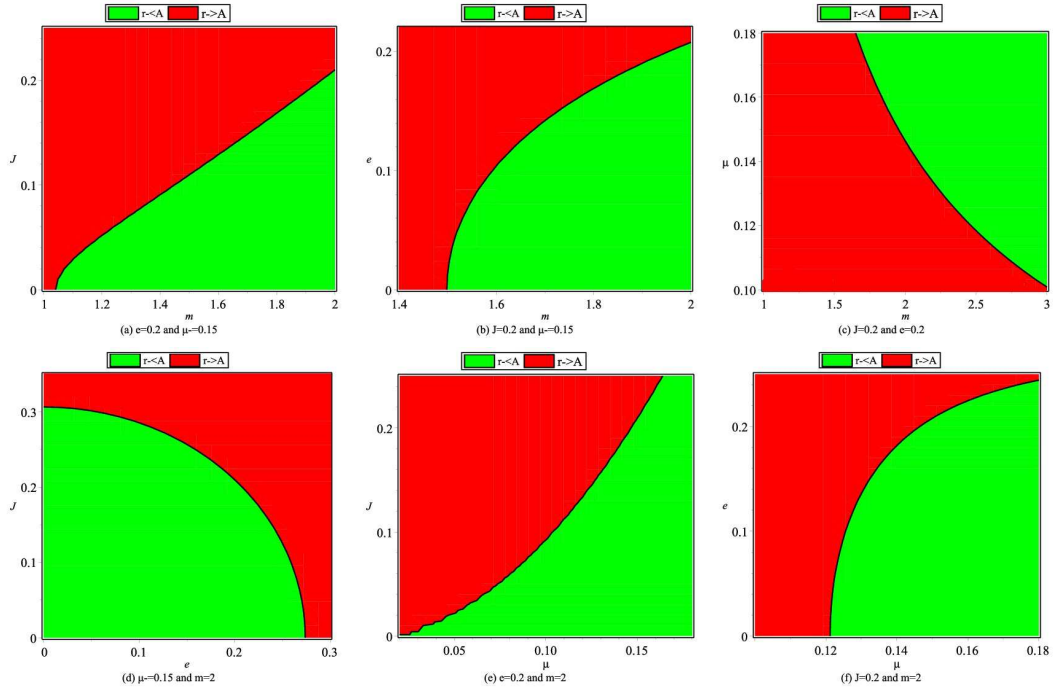 r-<A r->A
r-<A r->A
r-<A r->A
J
0.2
0.1
0
1 1.2 1.4 1.6 1.8 2
m
(a) e=0.2 and μ-=0.15
e
0.2
0.1
0
1.4 1.6 1.8 2
m
(b) J=0.2 and μ-=0.15
μ
0.18
0.16
0.14
0.12
0.10
1 1.5 2 2.5 3
m
(c) J=0.2 and e=0.2
r-<A r->A
r-<A r->A
r-<A r->A
J
0.3
0.2
0.1
0
0 0.1 0.2 0.3
e
(d) μ-=0.15 and m=2
J
0.2
0.1
0
0.05 0.10 0.15
μ
(e) e=0.2 and m=2
e
0.2
0.1
0
0.12 0.14 0.16 0.18
μ
(f) J=0.2 and m=2